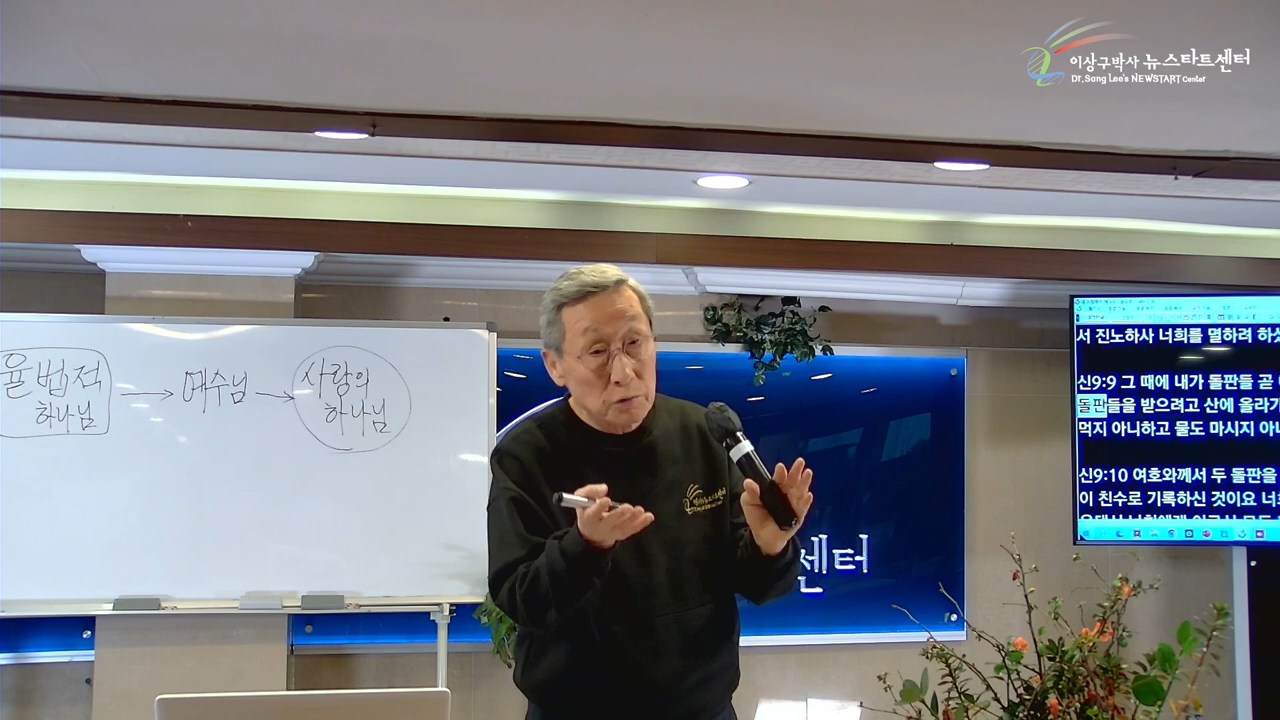 이상구박사 뉴스타트센터
Dr. Sang Lee's NEWSTART Center
율법적
하나님
예수님
사랑의
하나님
센터
서 진노하사 너희를 멸하려 하셨
신9:9 그 때에 내가 돌판들 곧
돌판들을 받으려고 산에 올라가
먹지 아니하고 물도 마시지 아니
신9:10 여호와께서 두 돌판을
이 친수로 기록하신 것이요 너희